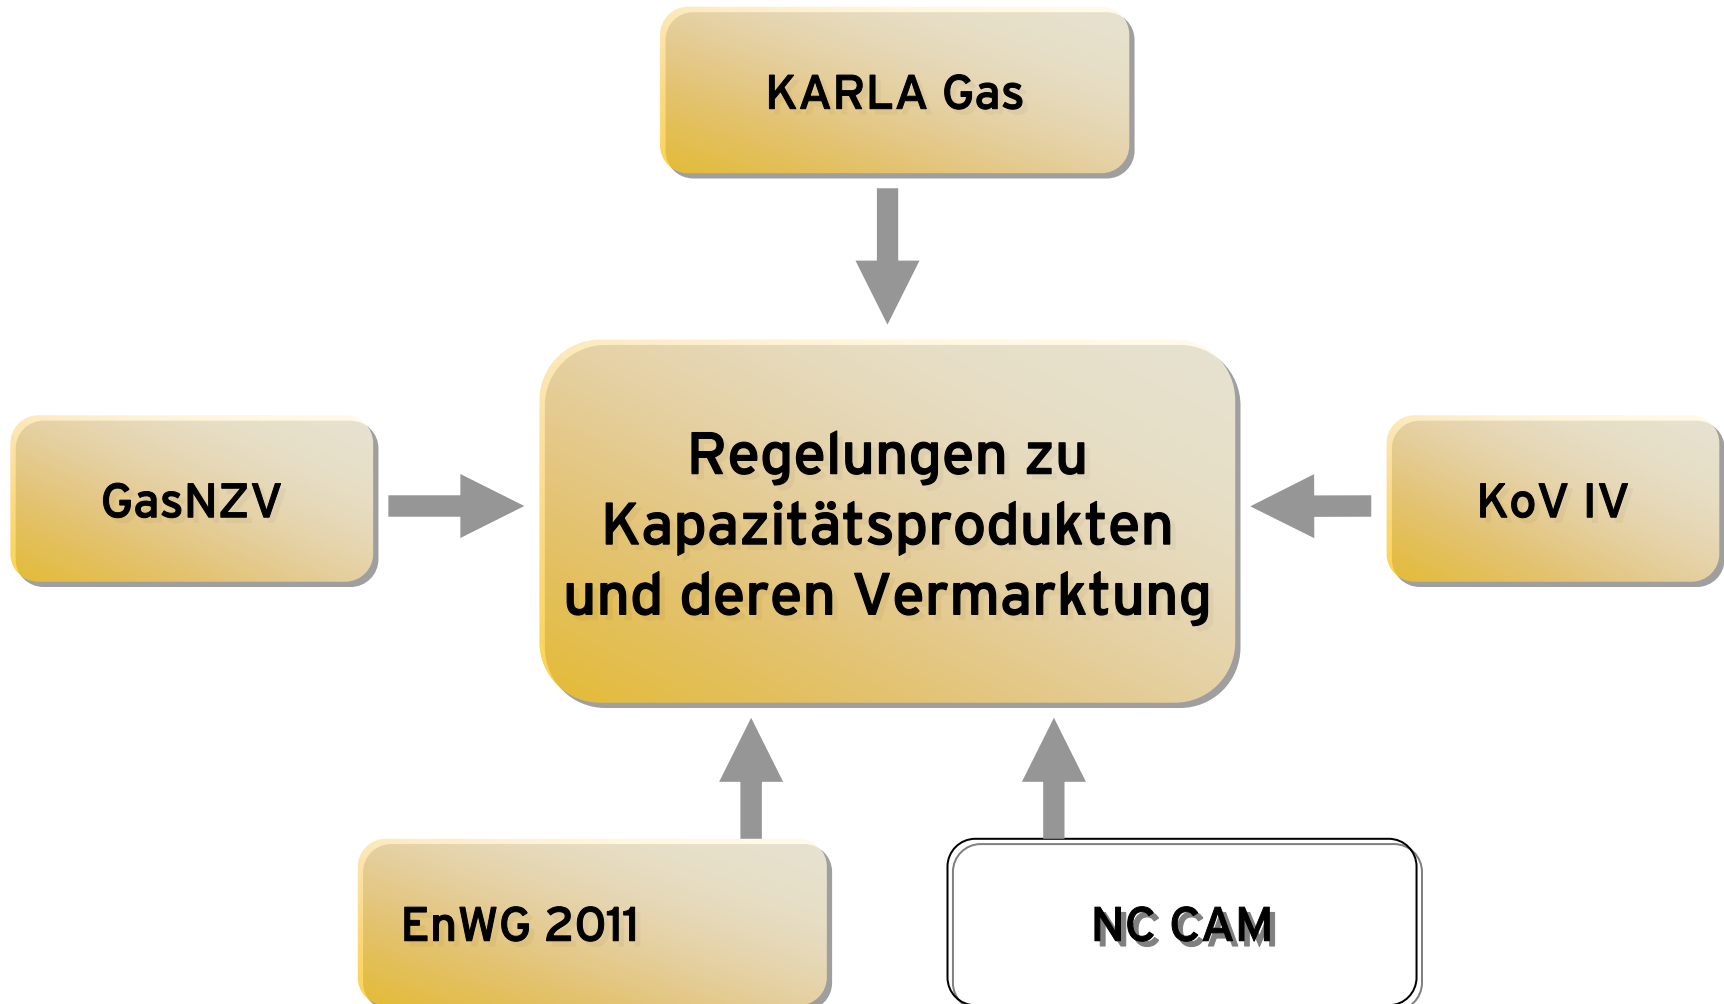 KARLA Gas
GasNZV
Regelungen zu
Kapazitätsprodukten
und deren Vermarktung
KoV IV
EnWG 2011
NC CAM